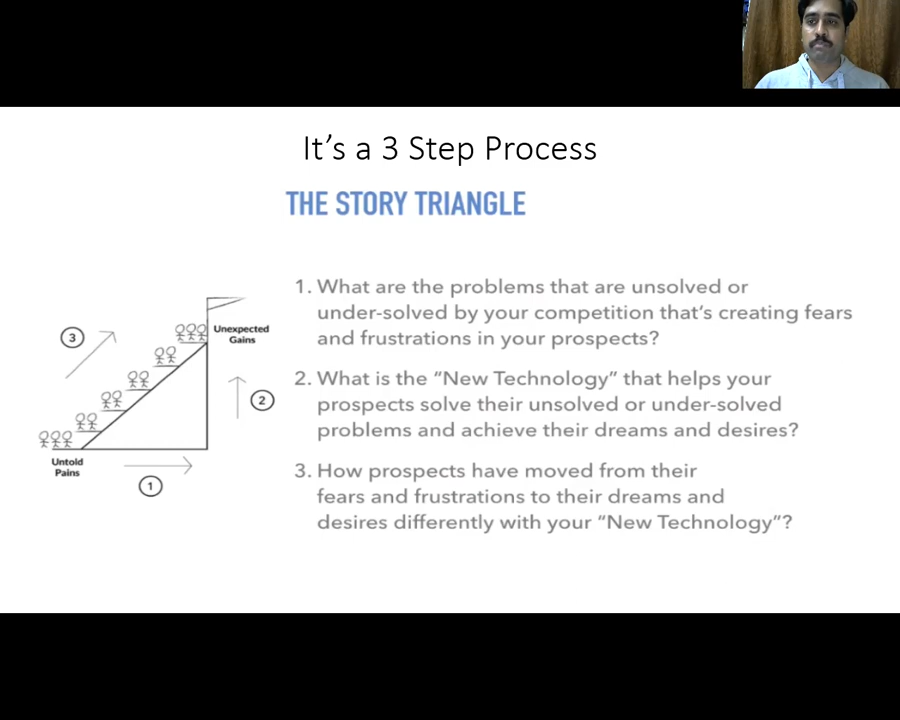 It's a 3 Step Process
THE STORY TRIANGLE
1. What are the problems that are unsolved or
under-solved by your competition that's creating fears
and frustrations in your prospects?
2. What is the “New Technology” that helps your
prospects solve their unsolved or under-solved
problems and achieve their dreams and desires?
3. How prospects have moved from their
fears and frustrations to their dreams and
desires differently with your “New Technology”?
3
Unexpected
Gains
2
Untold
Pains
1